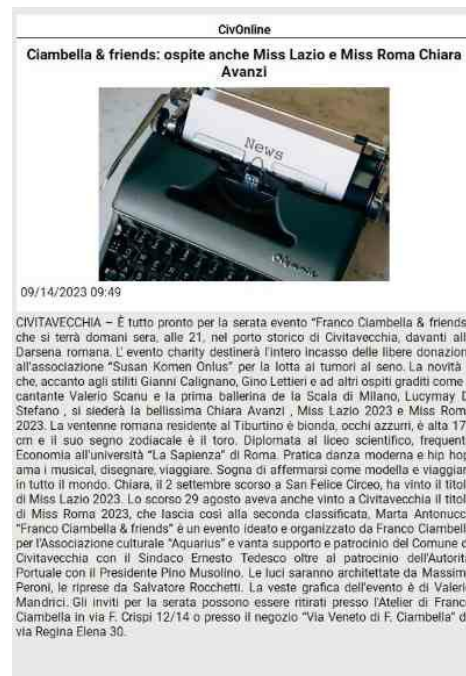 CivOnline
Ciambella & friends: ospite anche Miss Lazio e Miss Roma Chiara
Avanzi
News
Olympia
09/14/2023 09:49
CIVITAVECCHIA – È tutto pronto per la serata evento "Franco Ciambella & friends
che si terrà domani sera, alle 21, nel porto storico di Civitavecchia, davanti all
Darsena romana. L' evento charity destinerà l'intero incasso delle libere donazion
all'associazione "Susan Komen Onlus" per la lotta ai tumori al seno. La novità
che, accanto agli stiliti Gianni Calignano, Gino Lettieri e ad altri ospiti graditi come
cantante Valerio Scanu e la prima ballerina de la Scala di Milano, Lucymay D
Stefano , si siederà la bellissima Chiara Avanzi , Miss Lazio 2023 e Miss Rom
2023. La ventenne romana residente al Tiburtino è bionda, occhi azzurri, è alta 17
cm e il suo segno zodiacale è il toro. Diplomata al liceo scientifico, frequent
Economia all'università "La Sapienza" di Roma. Pratica danza moderna e hip hop
ama i musical, disegnare, viaggiare. Sogna di affermarsi come modella e viaggiar
in tutto il mondo. Chiara, il 2 settembre scorso a San Felice Circeo, ha vinto il titol
di Miss Lazio 2023. Lo scorso 29 agosto aveva anche vinto a Civitavecchia il titol
di Miss Roma 2023, che lascia così alla seconda classificata, Marta Antonucc
"Franco Ciambella & friends" è un evento ideato e organizzato da Franco Ciambell
per l'Associazione culturale "Aquarius" e vanta supporto e patrocinio del Comune d
Civitavecchia con il Sindaco Ernesto Tedesco oltre al patrocinio dell'Autorit
Portuale con il Presidente Pino Musolino. Le luci saranno architettate da Massim
Peroni, le riprese da Salvatore Rocchetti. La veste grafica dell'evento è di Valeri
Mandrici. Gli inviti per la serata possono essere ritirati presso l'Atelier di Franc
Ciambella in via F. Crispi 12/14 o presso il negozio "Via Veneto di F. Ciambella" d
via Regina Elena 30.